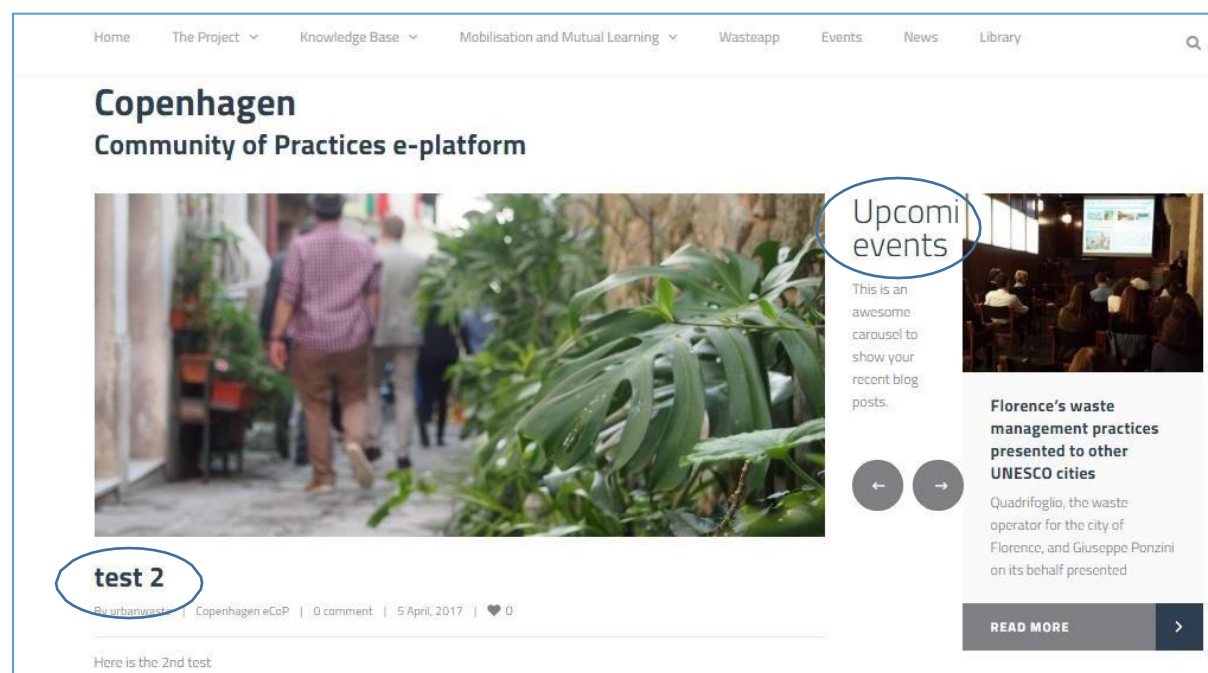 Home The Project Knowledge Base Mobilisation and Mutual Learning Wasteapp Events News Library
Copenhagen
Community of Practices e-platform
Upcomi
events
This is an
awesome
carousel to
show your
recent blog
posts.
Florence’s waste
management practices
presented to other
UNESCO cities
Quadrifoglio, the waste
operator for the city of
Florence, and Giuseppe Ponzini
on its behalf presented
READ MORE
test 2
By urbanwaste | Copenhagen eCoP | 0 comment | 5 April, 2017 | 0
Here is the 2nd test